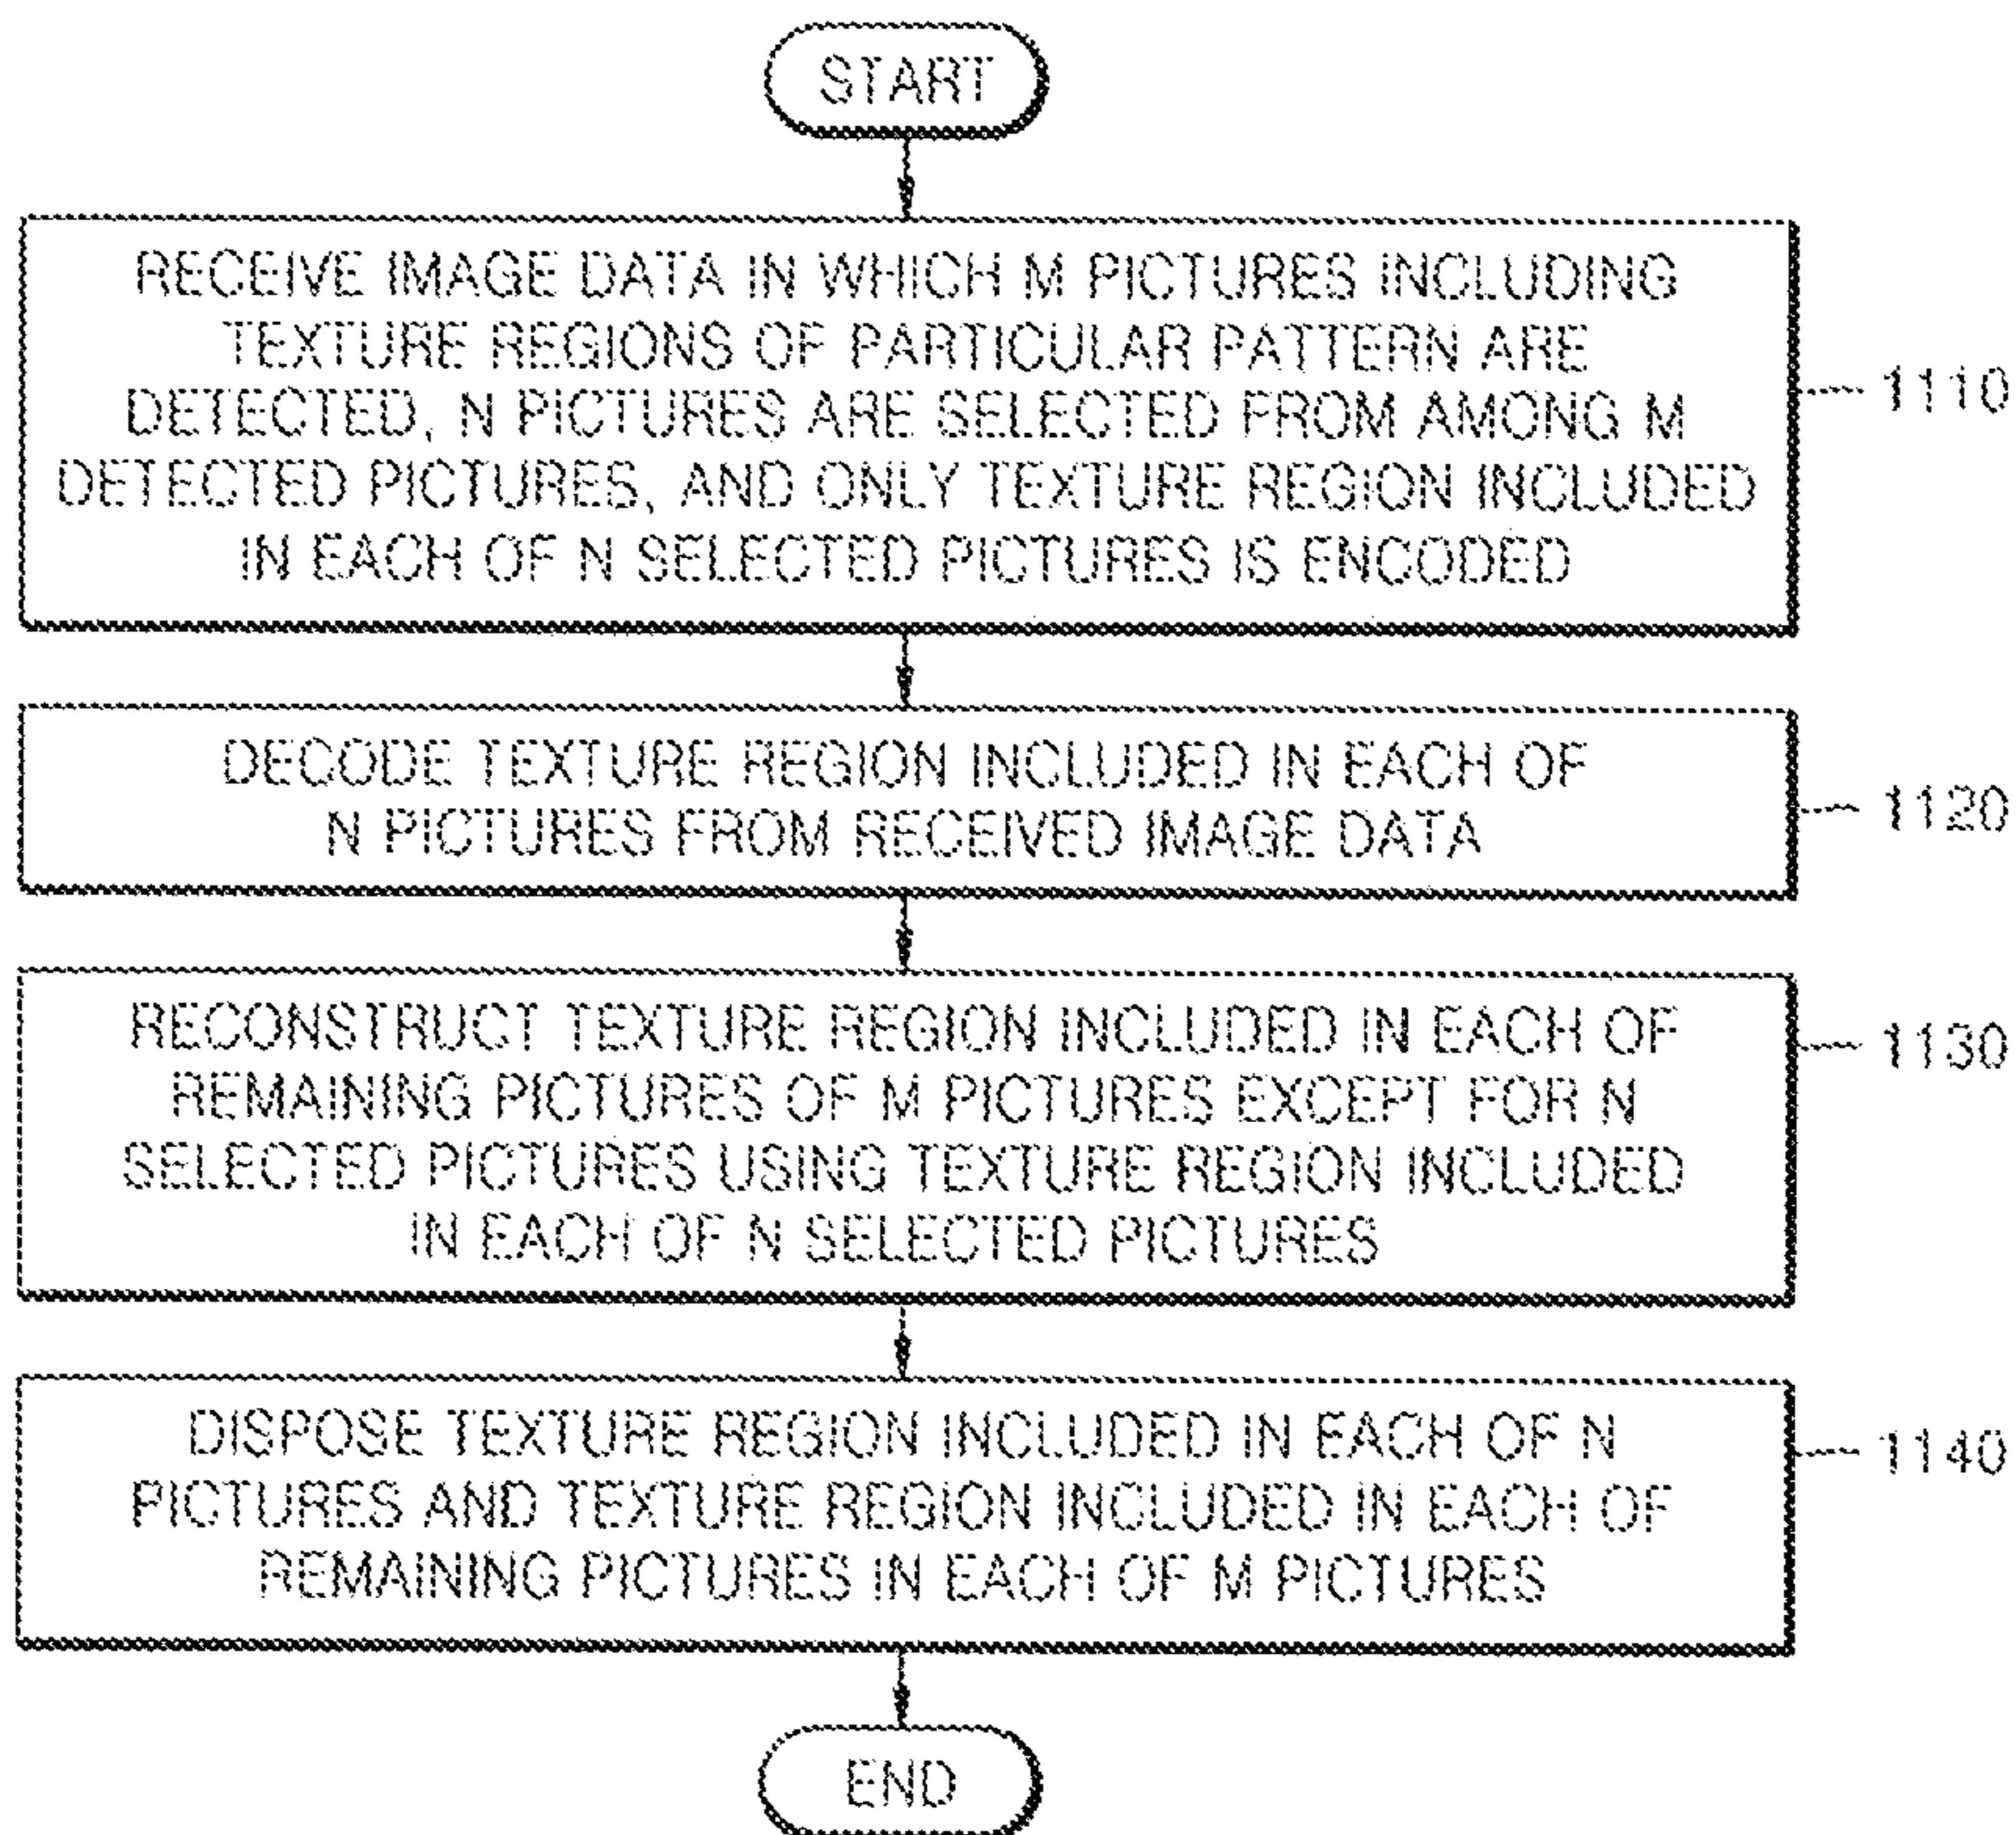 START
RECEIVE IMAGE DATA IN WHICH M PICTURES INCLUDING
TEXTURE REGIONS OF PARTICULAR PATTERN ARE
DETECTED, N PICTURES ARE SELECTED FROM AMONG M
DETECTED PICTURES, AND ONLY TEXTURE REGION INCLUDED
IN EACH OF N SELECTED PICTURES IS ENCODED
1110
DECODE TEXTURE REGION INCLUDED IN EACH OF
N PICTURES FROM RECEIVED IMAGE DATA
1120
RECONSTRUCT TEXTURE REGION INCLUDED IN EACH OF
REMAINING PICTURES OF M PICTURES EXCEPT FOR N
SELECTED PICTURES USING TEXTURE REGION INCLUDED
IN EACH OF N SELECTED PICTURES
1130
DISPOSE TEXTURE REGION INCLUDED IN EACH OF N
PICTURES AND TEXTURE REGION INCLUDED IN EACH OF
REMAINING PICTURES IN EACH OF M PICTURES
1140
END